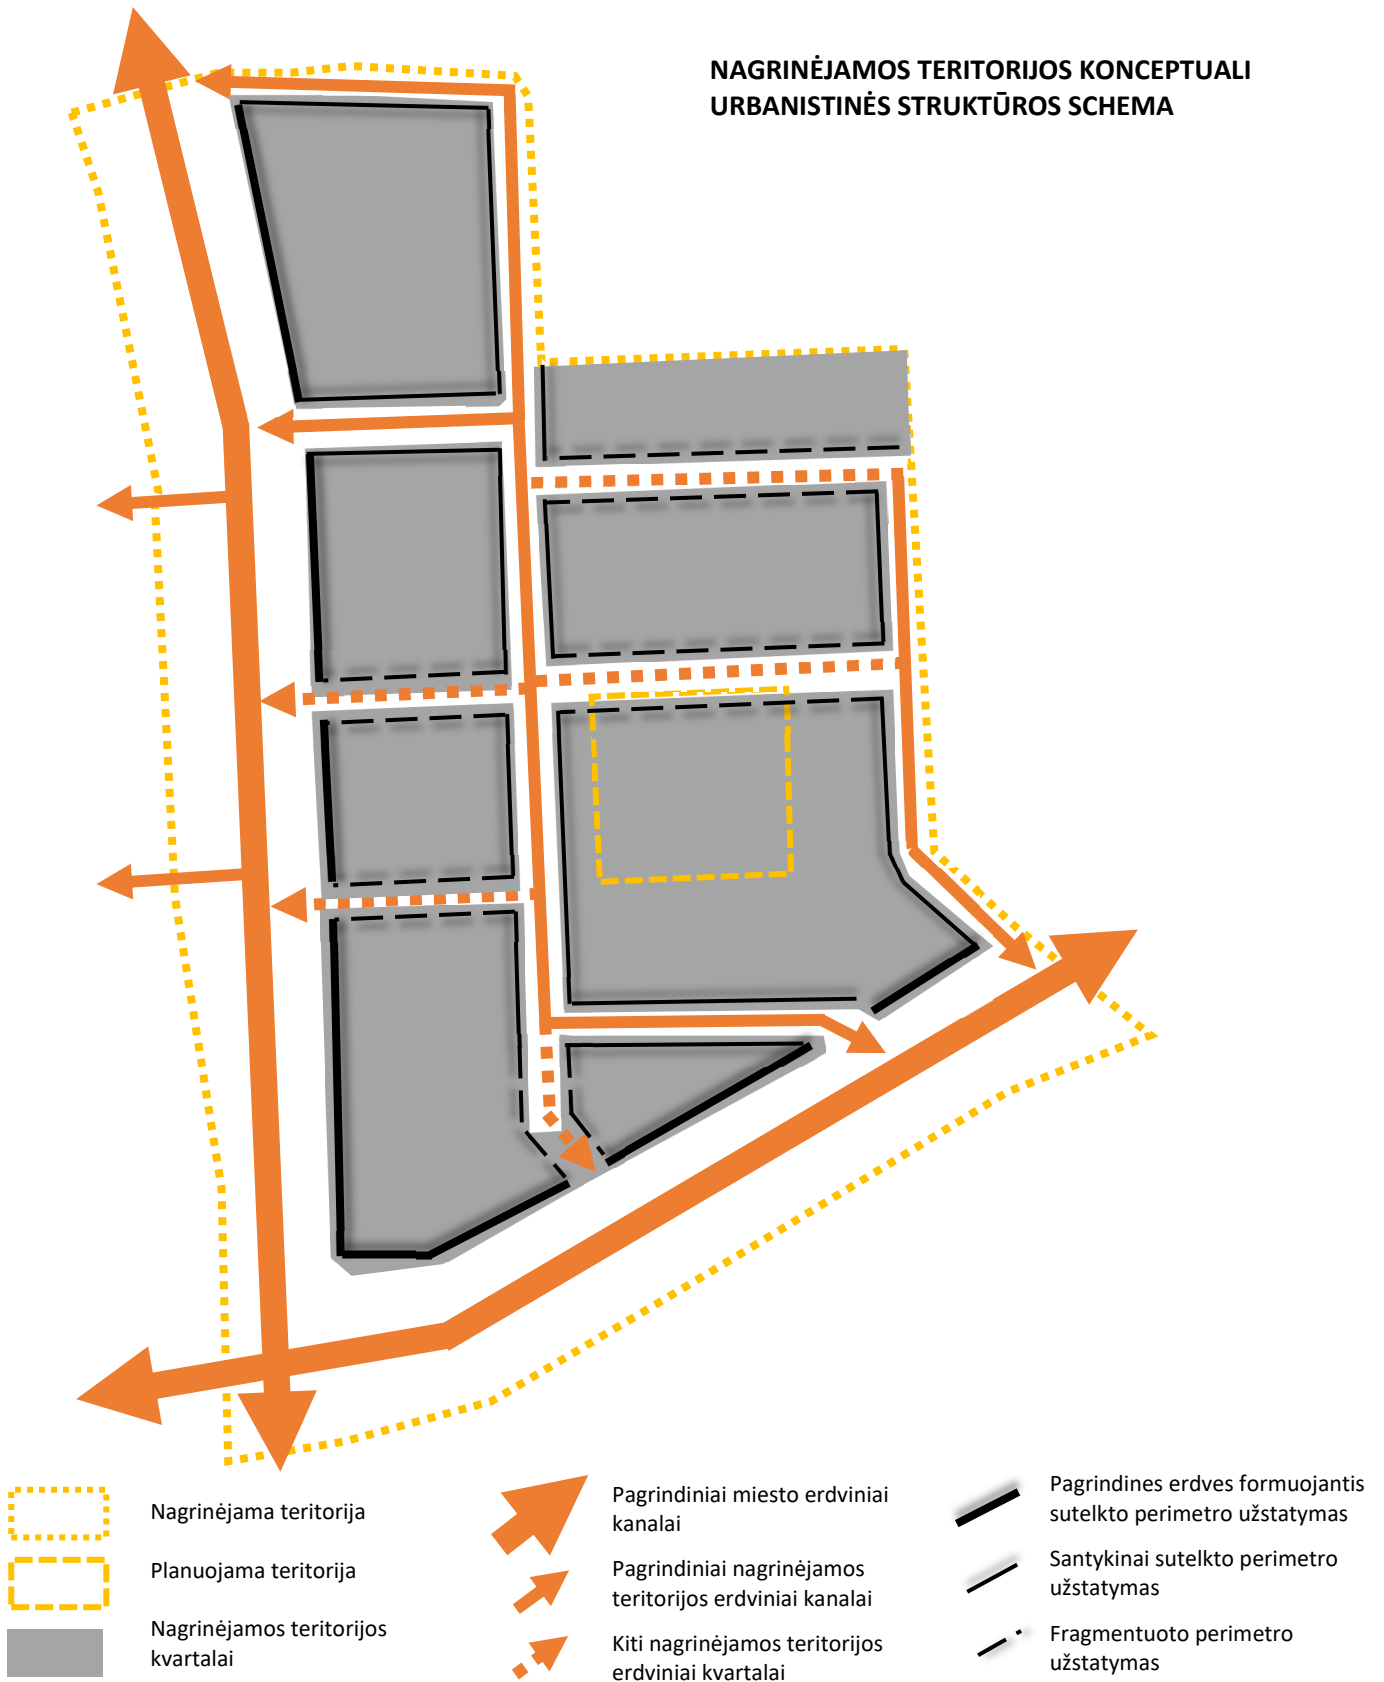 NAGRINĖJAMOS TERITORIJOS KONCEPTUALI
URBANISTINĖS STRUKTŪROS SCHEMA
Nagrinėjama teritorija
Planuojama teritorija
Nagrinėjamos teritorijos
kvartalai
Pagrindiniai miesto erdviniai
kanalai
Pagrindiniai nagrinėjamos
teritorijos erdviniai kanalai
Kiti nagrinėjamos teritorijos
erdviniai kvartalai
Pagrindines erdves formuojantis
sutelkto perimetro užstatymas
Santykinai sutelkto perimetro
užstatymas
Fragmentuoto perimetro
užstatymas